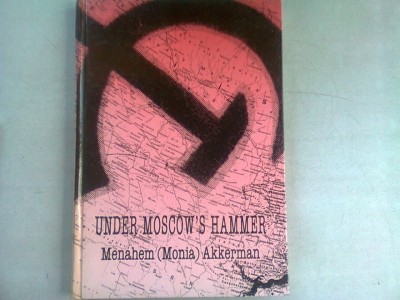 UNDER MOSCOW'S HAMMER
Menahem (Monia) Akkerman